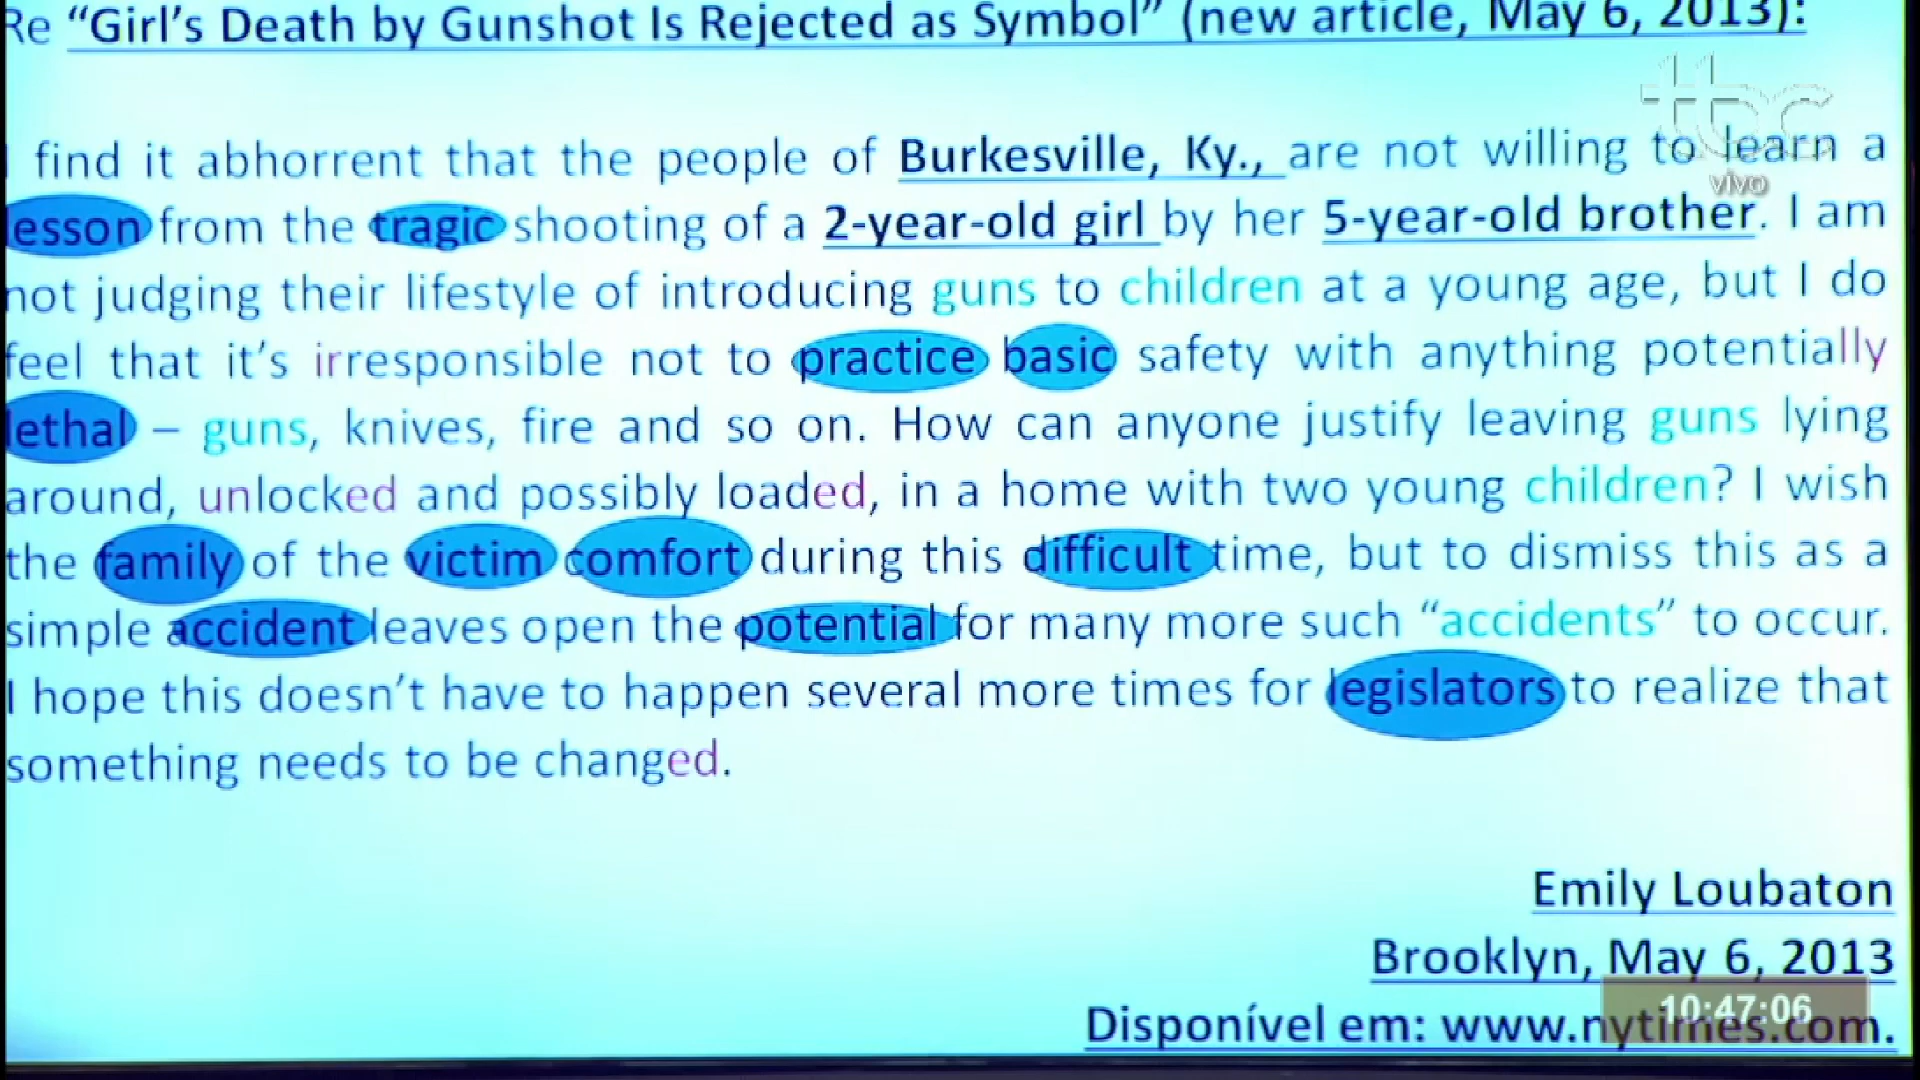 Re “Girl’s Death by Gunshot Is Rejected as Symbol” (new article, May 6, 2013):
tbc
vivo
I find it abhorrent that the people of Burkesville, Ky., are not willing to learn a
lesson from the tragic shooting of a 2-year-old girl by her 5-year-old brother. I am
not judging their lifestyle of introducing guns to children at a young age, but I do
feel that it’s irresponsible not to practice basic safety with anything potentially
lethal – guns, knives, fire and so on. How can anyone justify leaving guns lying
around, unlocked and possibly loaded, in a home with two young children? I wish
the family of the victim comfort during this difficult time, but to dismiss this as a
simple accident leaves open the potential for many more such “accidents” to occur.
I hope this doesn’t have to happen several more times for legislators to realize that
something needs to be changed.
Emily Loubaton
Brooklyn, May 6, 2013
Disponível em: www.nytimes.com.
10:47:06